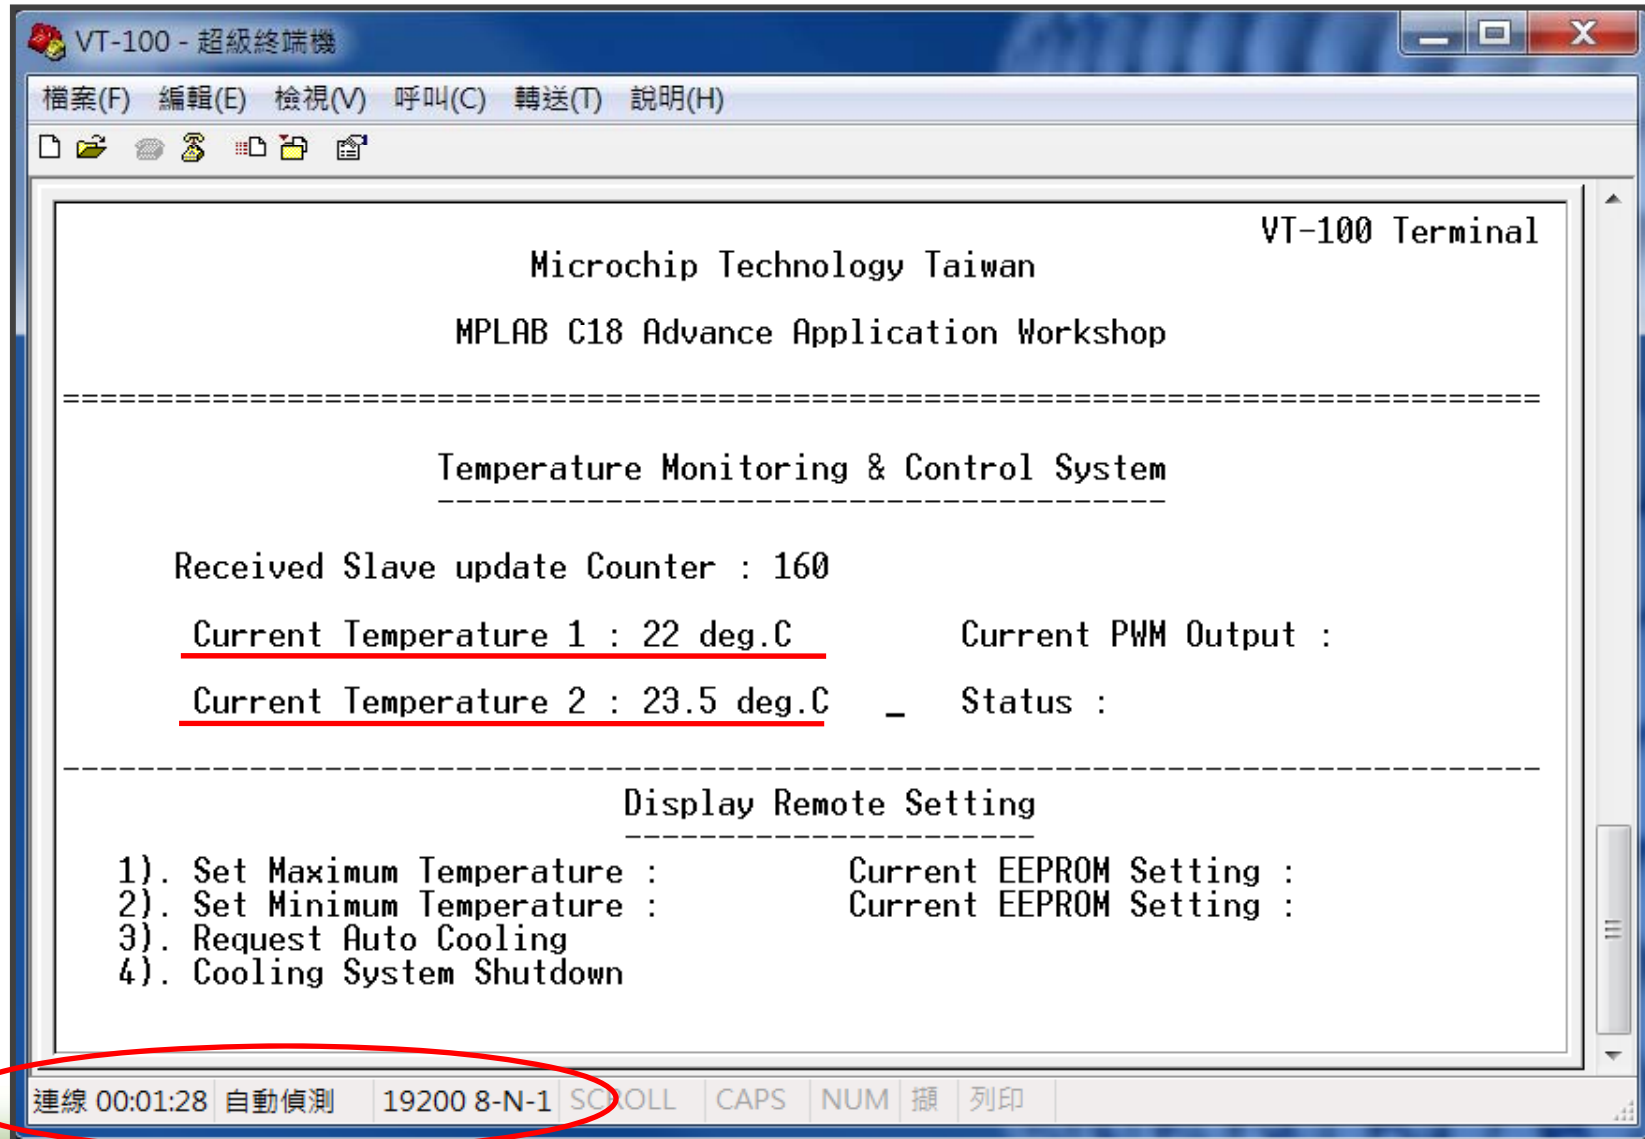 VT-100 - 超級終端機
檔案(F) 編輯(E) 檢視(V) 呼叫(C) 轉送(T) 說明(H)
VT-100 Terminal
Microchip Technology Taiwan
MPLAB C18 Advance Application Workshop
===============================================================================
Temperature Monitoring & Control System
---------------------------------------
Received Slave update Counter : 160
Current Temperature 1 : 22 deg.C Current PWM Output :
Current Temperature 2 : 23.5 deg.C _ Status :
-------------------------------------------------------------------------------
Display Remote Setting
----------------------
1). Set Maximum Temperature : Current EEPROM Setting :
2). Set Minimum Temperature : Current EEPROM Setting :
3). Request Auto Cooling
4). Cooling System Shutdown
連線 00:01:28 自動偵測 19200 8-N-1 SCROLL CAPS NUM 擷 列印